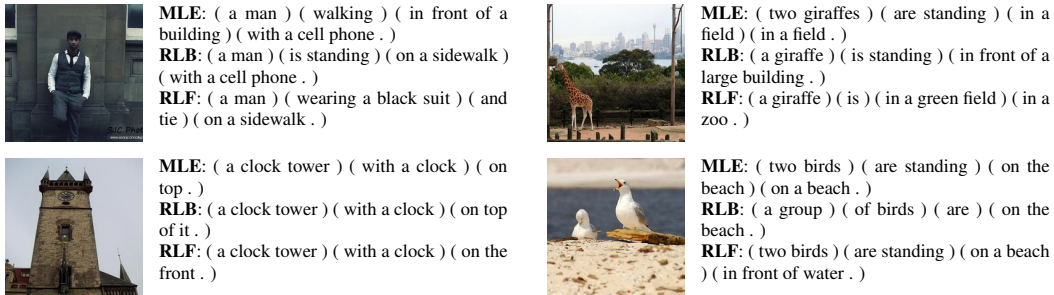 MLE: ( a man ) ( walking ) ( in front of a
building ) ( with a cell phone . )
RLB: ( a man ) ( is standing ) ( on a sidewalk )
( with a cell phone . )
RLF: ( a man ) ( wearing a black suit ) ( and
tie ) ( on a sidewalk . )
SJC Photo
MLE: ( two giraffes ) ( are standing ) ( in a
field ) ( in a field . )
RLB: ( a giraffe ) ( is standing ) ( in front of a
large building . )
RLF: ( a giraffe ) ( is ) ( in a green field ) ( in a
zoo . )
MLE: ( a clock tower ) ( with a clock ) ( on
top . )
RLB: ( a clock tower ) ( with a clock ) ( on top
of it . )
RLF: ( a clock tower ) ( with a clock ) ( on the
front . )
MLE: ( two birds ) ( are standing ) ( on the
beach ) ( on a beach . )
RLB: ( a group ) ( of birds ) ( are ) ( on the
beach . )
RLF: ( two birds ) ( are standing ) ( on a beach
) ( in front of water . )